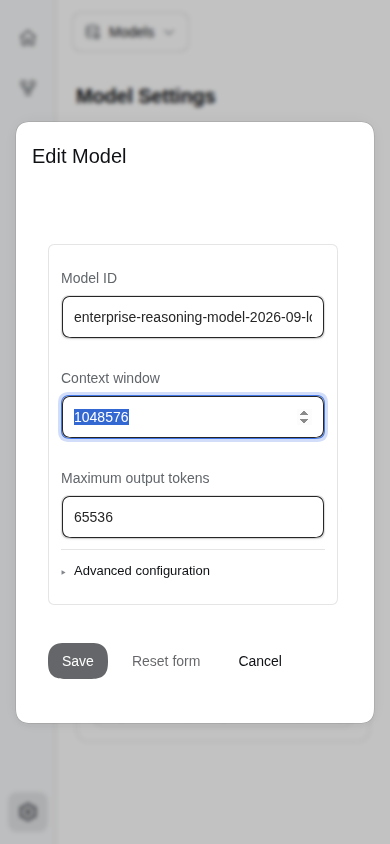 Models
Model Settings
Edit Model
Model ID
enterprise-reasoning-model-2026-09-lo
Context window
1048576
Maximum output tokens
65536
Advanced configuration
Save
Reset form
Cancel